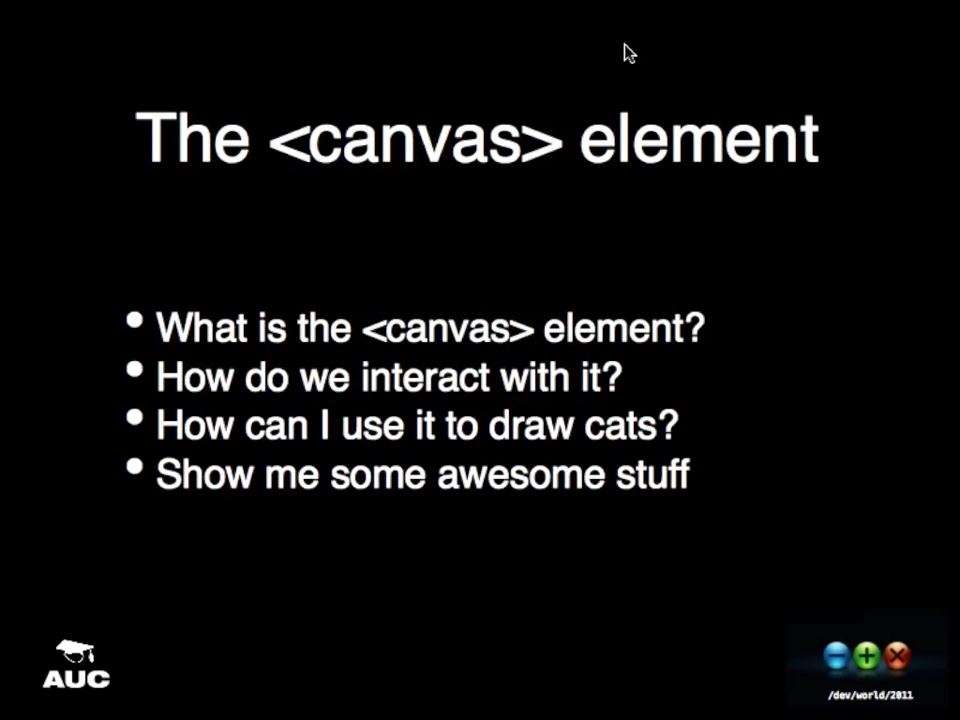 The <canvas> element
• What is the <canvas> element?
• How do we interact with it?
• How can I use it to draw cats?
• Show me some awesome stuff
AUC
/dev/world/2011